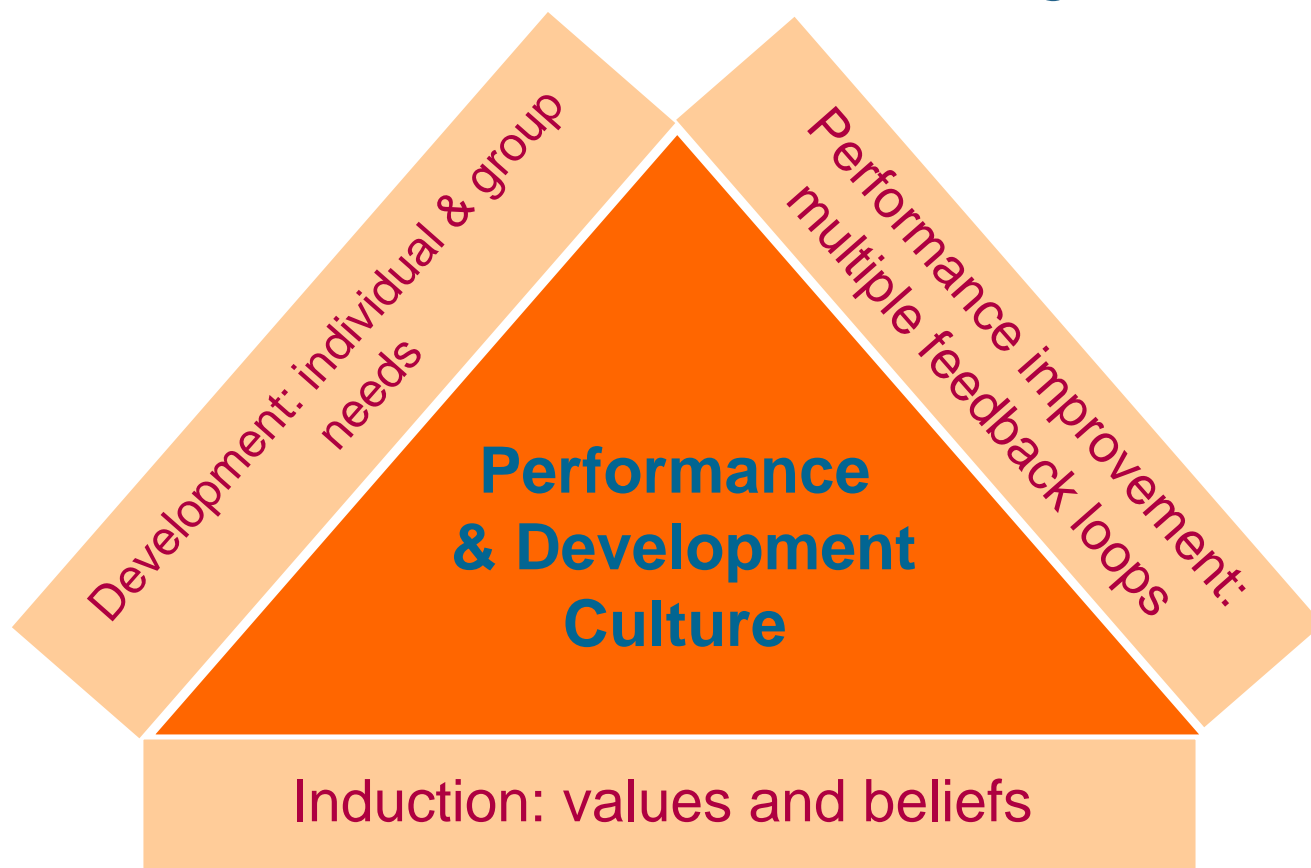 Development: individual & group
needs
Performance improvement:
multiple feedback loops
Performance
& Development
Culture
Induction: values and beliefs